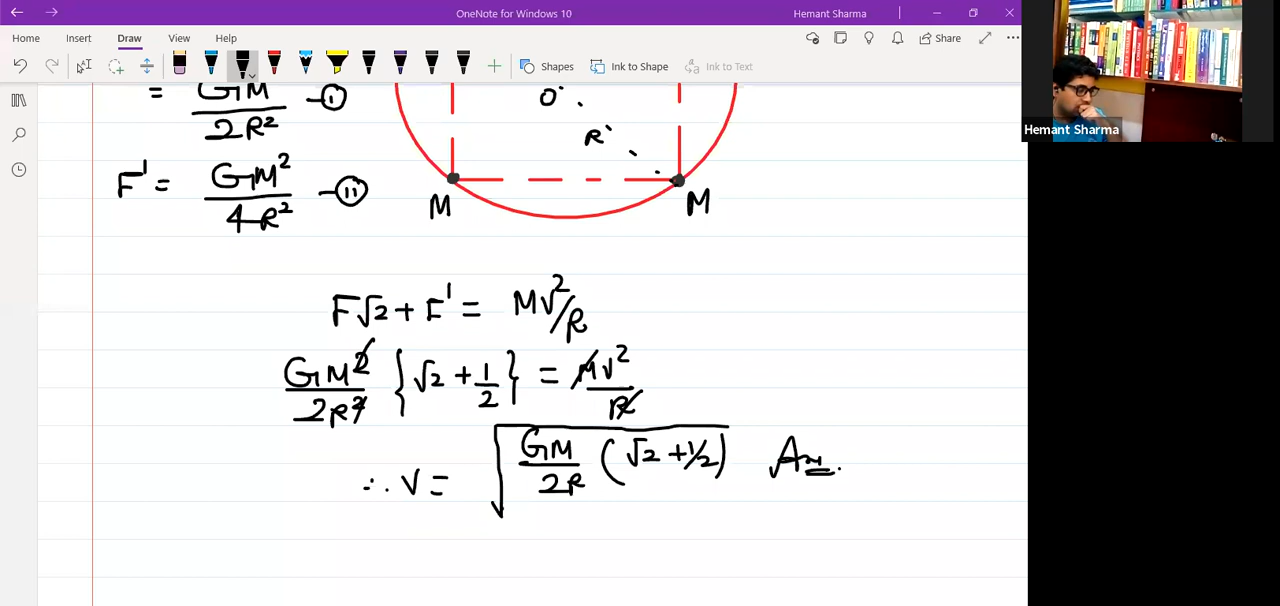 OneNote for Windows 10
Hemant Sharma
Home Insert Draw View Help
Share
Shapes Ink to Shape Ink to Text
Hemant Sharma
= GM/2R² -(I)
O
R
F' = GM²/4R² -(II)
M
M
F√2 + F' = MV²/R
GM²/2R² {√2 + 1/2} = MV²/R
∴ V = √(GM/2R (√2 + 1/2)) Ans.